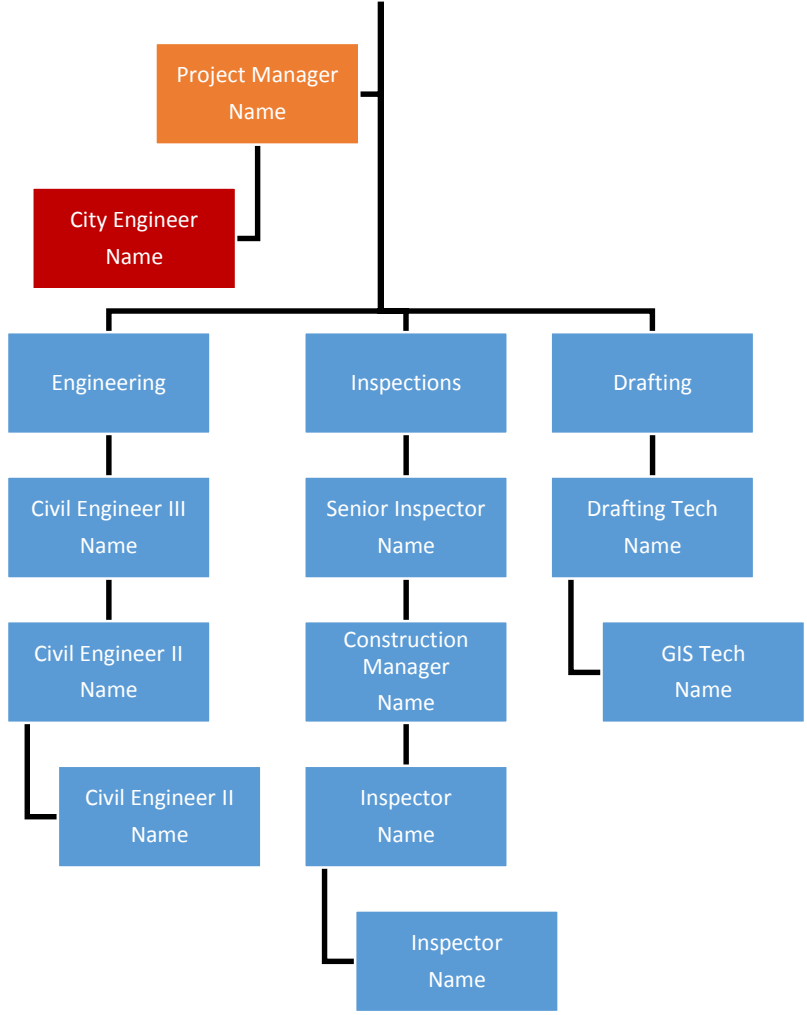 Project Manager
Name
City Engineer
Name
Engineering
Inspections
Drafting
Civil Engineer III
Name
Senior Inspector
Name
Drafting Tech
Name
Civil Engineer II
Name
Construction
Manager
Name
GIS Tech
Name
Civil Engineer II
Name
Inspector
Name
Inspector
Name